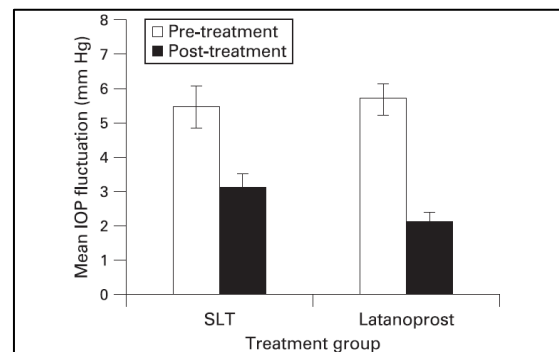 Pre-treatment
Post-treatment
Mean IOP fluctuation (mm Hg)
8
7
6
5
4
3
2
1
0
SLT Latanoprost
Treatment group